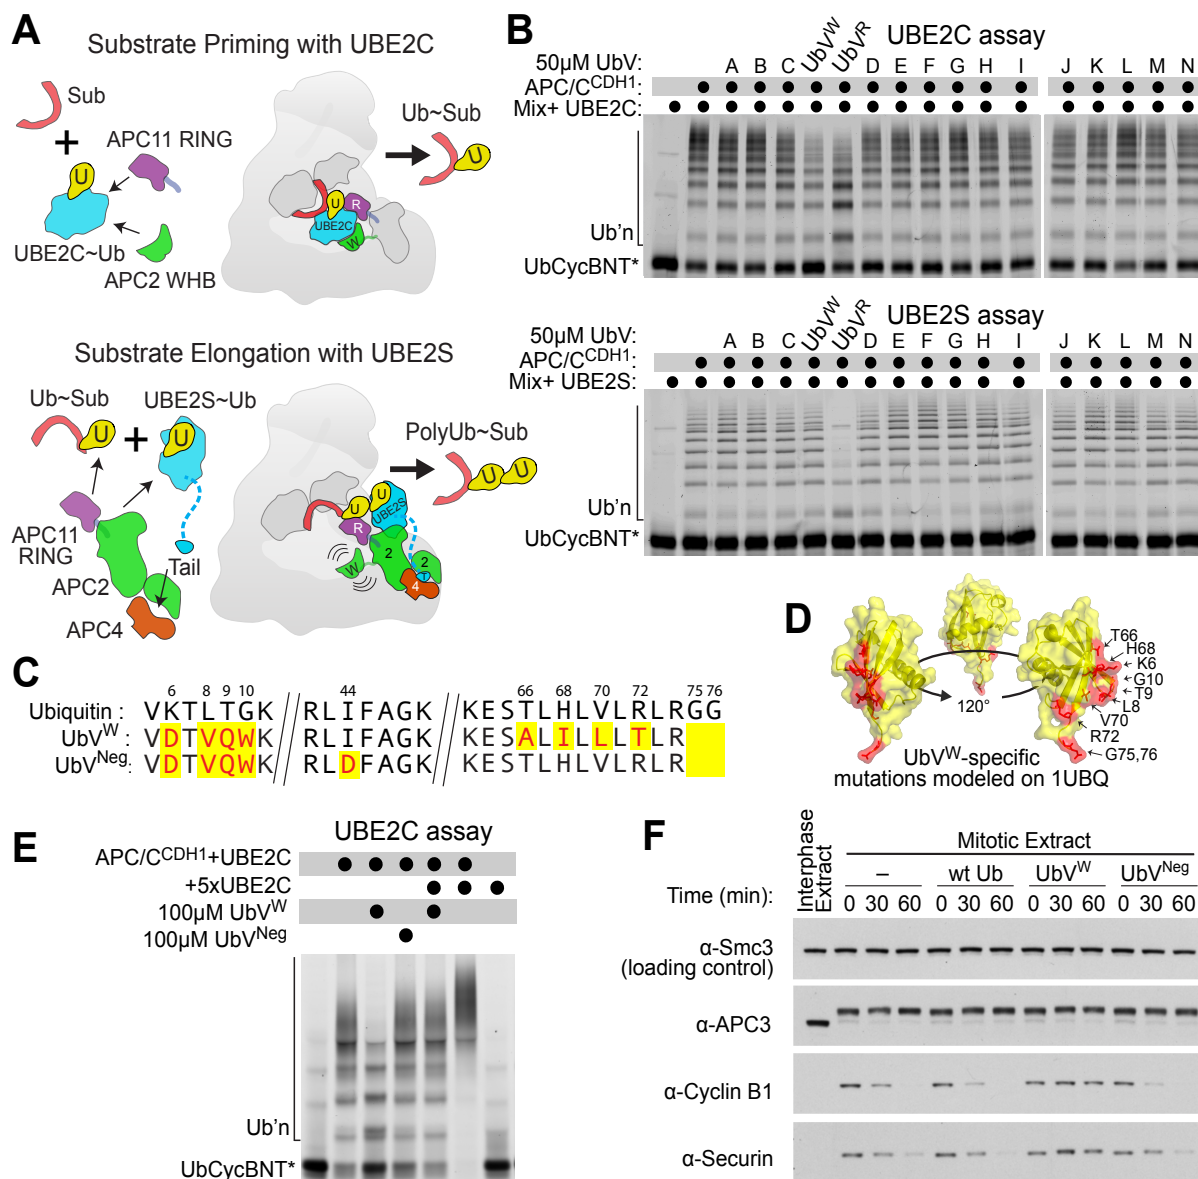 A
Substrate Priming with UBE2C
Sub
+
APC11 RING
U
UBE2C~Ub
APC2 WHB
U
R
UBE2C
W
Ub~Sub
U
Substrate Elongation with UBE2S
Ub~Sub
UBE2S~Ub
U
+
U
APC11
RING
APC2
Tail
APC4
U
U
UBE2S
R
W
2
2
T
4
PolyUb~Sub
U
U
B
UBE2C assay
50µM UbV: A B C UbVW UbVR D E F G H I J K L M N
APC/CCDH1:
Mix+ UBE2C:
Ub'n
UbCycBNT*
UBE2S assay
50µM UbV: A B C UbVW UbVR D E F G H I J K L M N
APC/CCDH1:
Mix+ UBE2S:
Ub'n
UbCycBNT*
C
6 8 9 10 44 66 68 70 72 75 76
Ubiquitin : VKTLTGK // RLIFAGK // KESTLHLVLRLRGG
UbVW : VDTVQWK // RLIFAGK // KESALILLLTLR
UbVNeg : VDTVQWK // RLDFAGK // KESTLHLVLRLR
D
120°
T66
H68
K6
G10
T9
L8
V70
R72
G75,76
UbVW-specific
mutations modeled on 1UBQ
E
UBE2C assay
APC/CCDH1+UBE2C
+5xUBE2C
100µM UbVW
100µM UbVNeg
Ub'n
UbCycBNT*
F
Interphase
Extract
Mitotic Extract
– wt Ub UbVW UbVNeg
Time (min): 0 30 60 0 30 60 0 30 60 0 30 60
α-Smc3
(loading control)
α-APC3
α-Cyclin B1
α-Securin